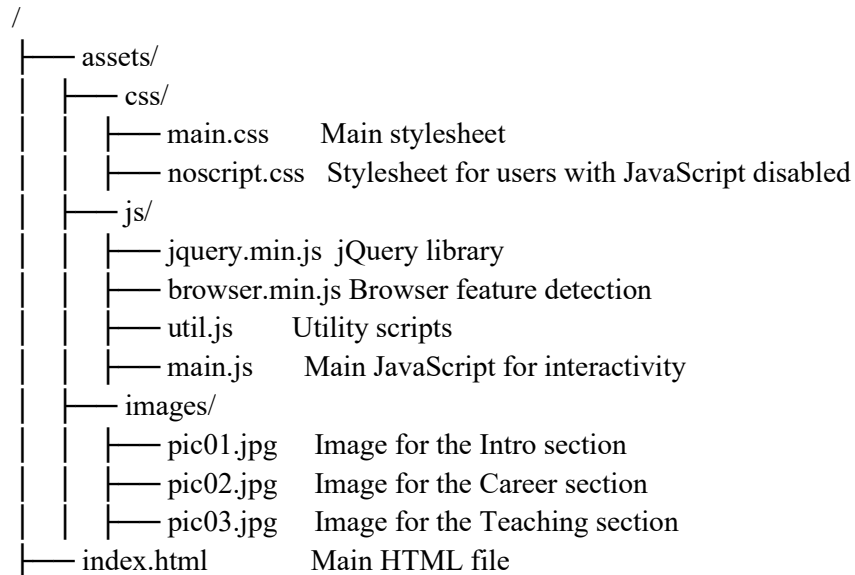 /
├── assets/
│ ├── css/
│ │ ├── main.css Main stylesheet
│ │ ├── noscript.css Stylesheet for users with JavaScript disabled
│ ├── js/
│ │ ├── jquery.min.js jQuery library
│ │ ├── browser.min.js Browser feature detection
│ │ ├── util.js Utility scripts
│ │ ├── main.js Main JavaScript for interactivity
│ ├── images/
│ │ ├── pic01.jpg Image for the Intro section
│ │ ├── pic02.jpg Image for the Career section
│ │ ├── pic03.jpg Image for the Teaching section
├── index.html Main HTML file